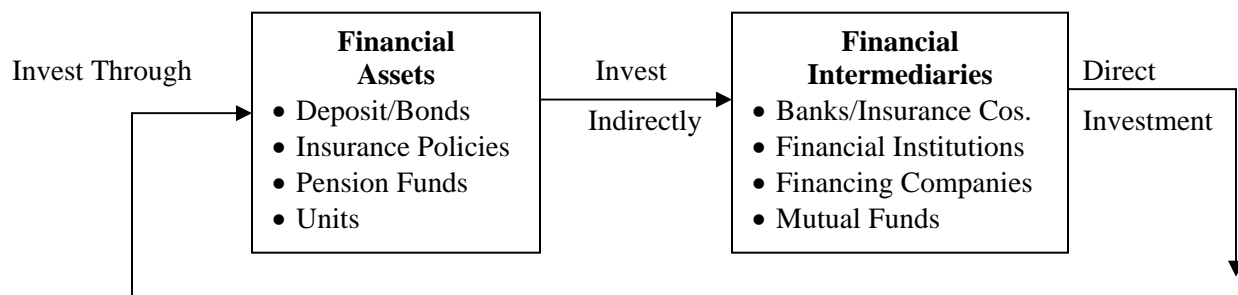 Invest Through
Financial
Assets
• Deposit/Bonds
• Insurance Policies
• Pension Funds
• Units
Invest
Indirectly
Financial
Intermediaries
• Banks/Insurance Cos.
• Financial Institutions
• Financing Companies
• Mutual Funds
Direct
Investment